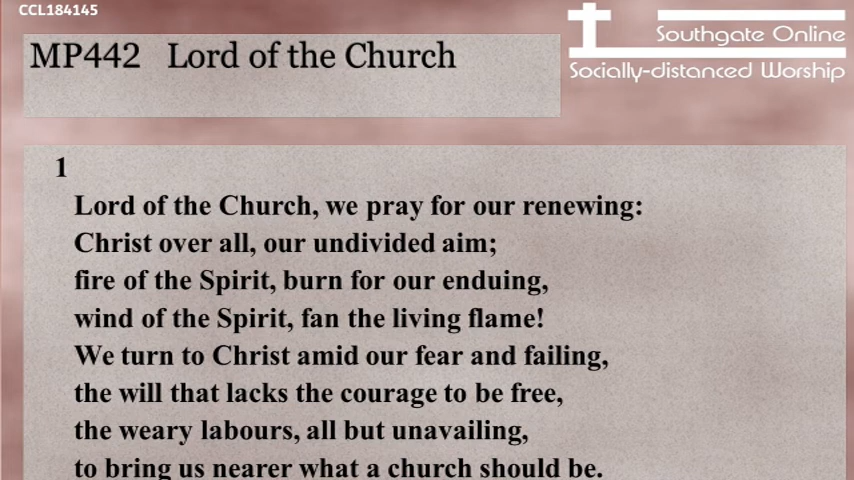 CCL184145
MP442 Lord of the Church
Southgate Online
Socially-distanced Worship
1
Lord of the Church, we pray for our renewing:
Christ over all, our undivided aim;
fire of the Spirit, burn for our enduing,
wind of the Spirit, fan the living flame!
We turn to Christ amid our fear and failing,
the will that lacks the courage to be free,
the weary labours, all but unavailing,
to bring us nearer what a church should be.